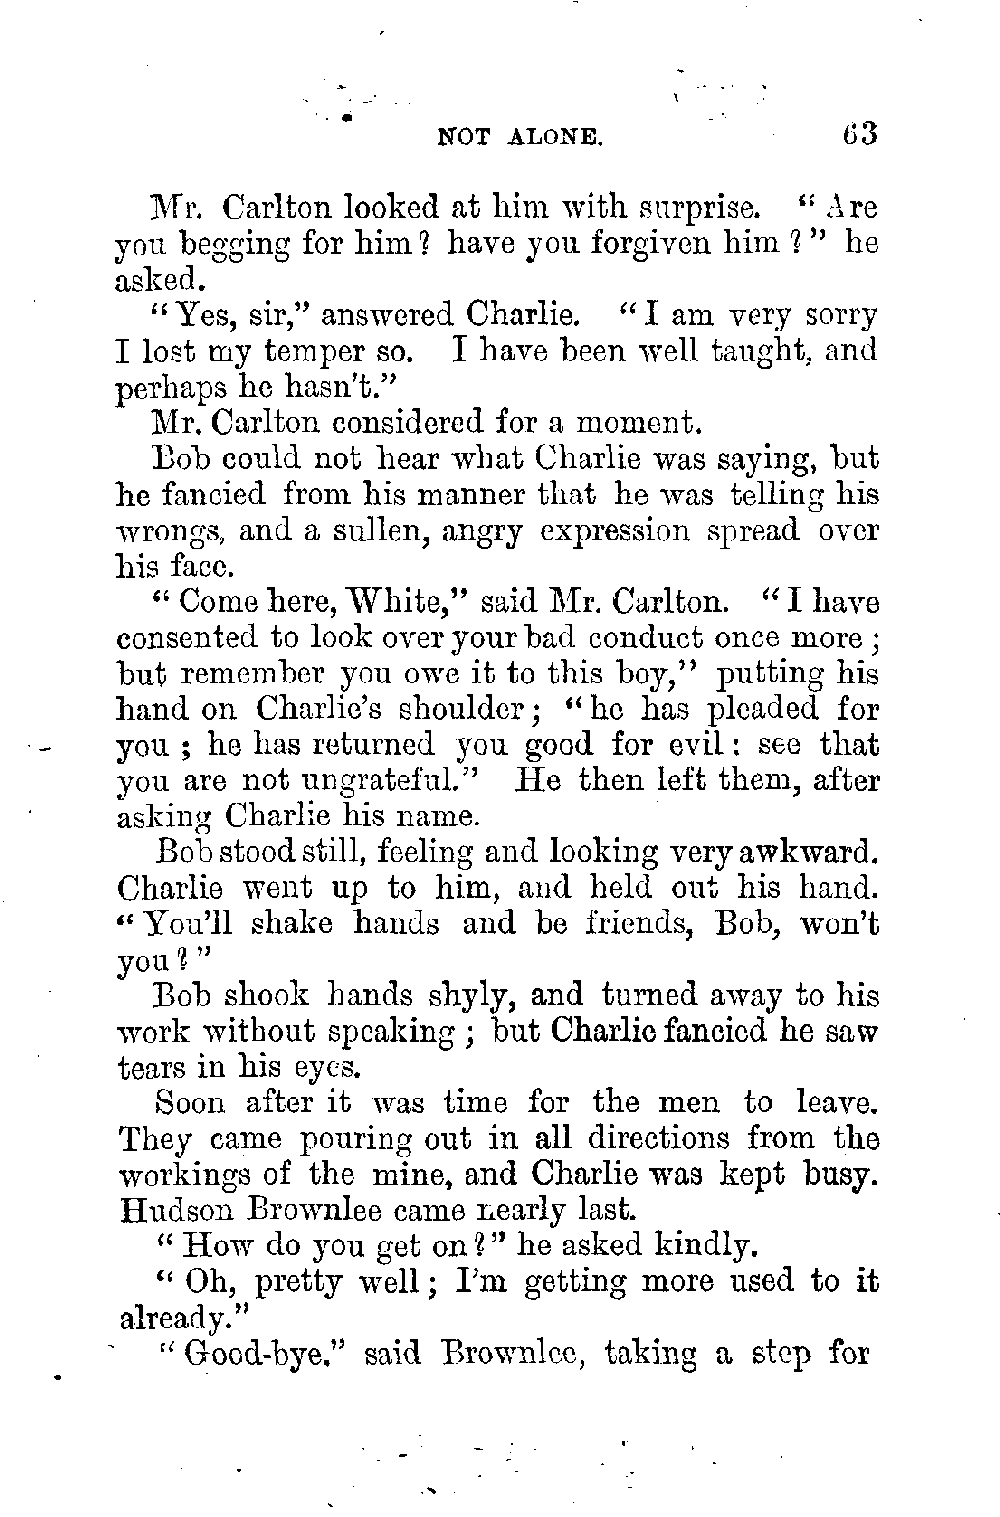 NOT ALONE. 63
Mr. Carlton looked at him with surprise. “Are
you begging for him? have you forgiven him?” he
asked.
“Yes, sir,” answered Charlie. “I am very sorry
I lost my temper so. I have been well taught, and
perhaps he hasn't.”
Mr. Carlton considered for a moment.
Bob could not hear what Charlie was saying, but
he fancied from his manner that he was telling his
wrongs, and a sullen, angry expression spread over
his face.
“Come here, White,” said Mr. Carlton. “I have
consented to look over your bad conduct once more;
but remember you owe it to this boy,” putting his
hand on Charlie's shoulder; “he has pleaded for
you; he has returned you good for evil: see that
you are not ungrateful.” He then left them, after
asking Charlie his name.
Bob stood still, feeling and looking very awkward.
Charlie went up to him, and held out his hand.
“You'll shake hands and be friends, Bob, won't
you?”
Bob shook hands shyly, and turned away to his
work without speaking; but Charlie fancied he saw
tears in his eyes.
Soon after it was time for the men to leave.
They came pouring out in all directions from the
workings of the mine, and Charlie was kept busy.
Hudson Brownlee came nearly last.
“How do you get on?” he asked kindly.
“Oh, pretty well; I'm getting more used to it
already.”
“Good-bye.” said Brownlee, taking a step for